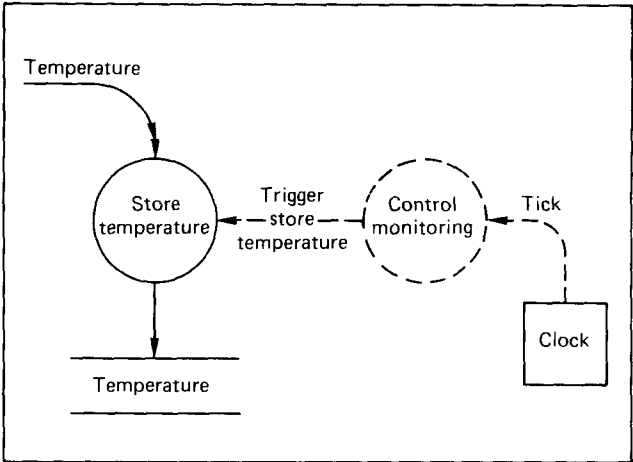 Temperature
Store
temperature
Trigger
store
temperature
Control
monitoring
Tick
Clock
Temperature